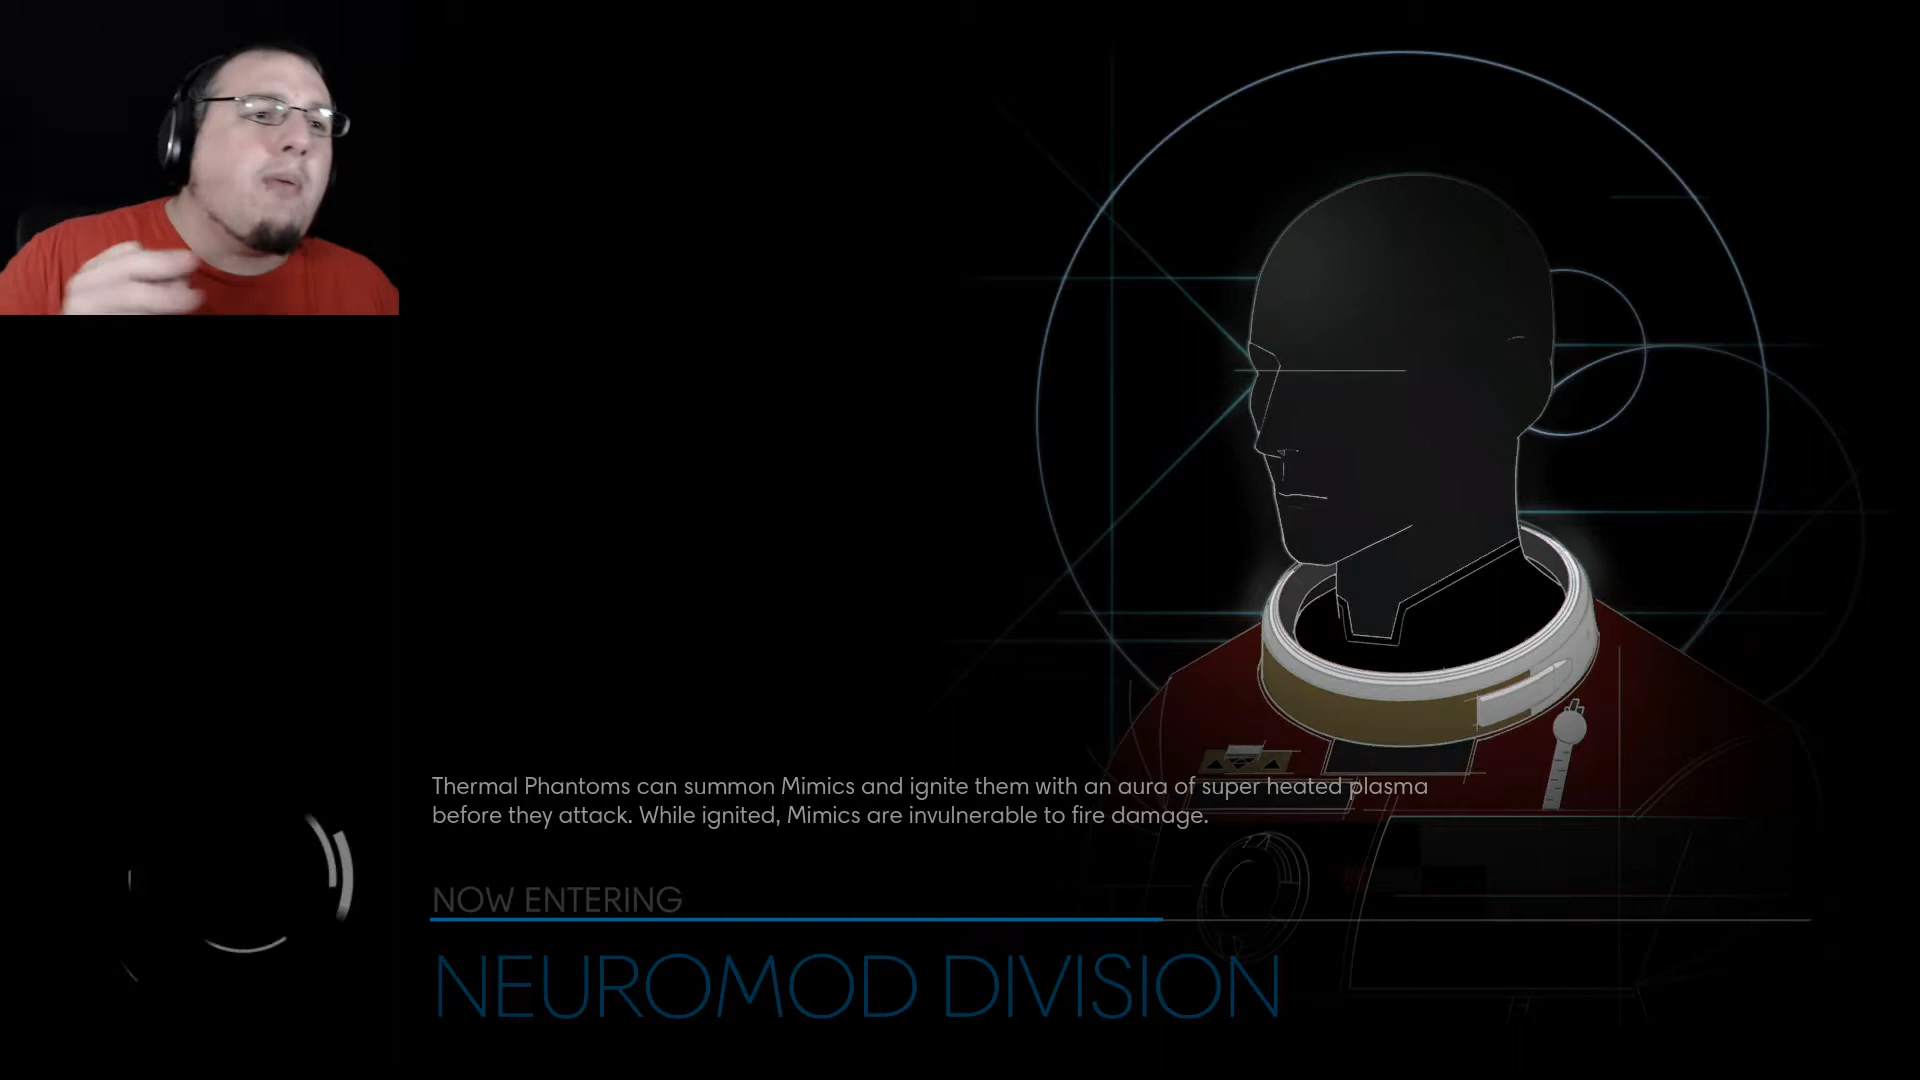 Thermal Phantoms can summon Mimics and ignite them with an aura of super heated plasma
before they attack. While ignited, Mimics are invulnerable to fire damage.
NOW ENTERING
NEUROMOD DIVISION